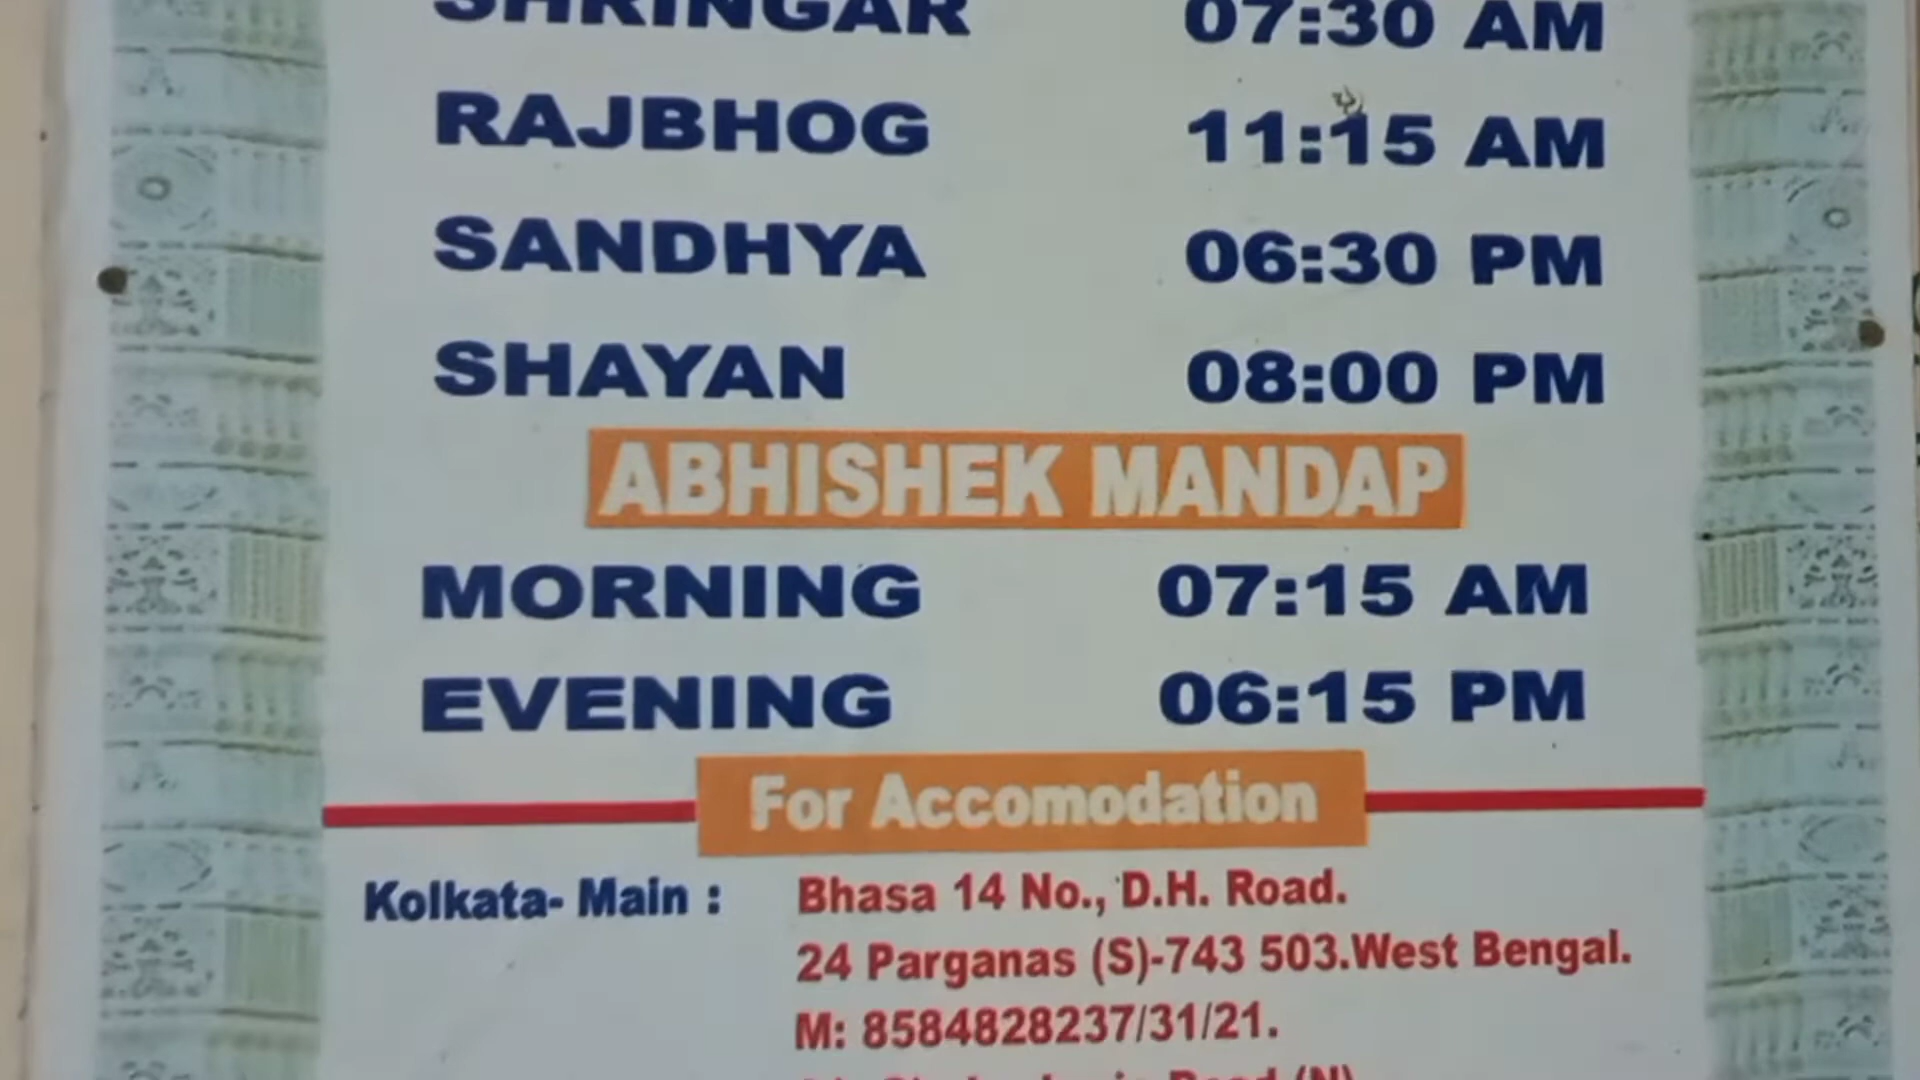 SHRINGAR 07:30 AM
RAJBHOG 11:15 AM
SANDHYA 06:30 PM
SHAYAN 08:00 PM
ABHISHEK MANDAP
MORNING 07:15 AM
EVENING 06:15 PM
For Accomodation
Kolkata- Main : Bhasa 14 No., D.H. Road.
24 Parganas (S)-743 503.West Bengal.
M: 8584828237/31/21.
Road (N)